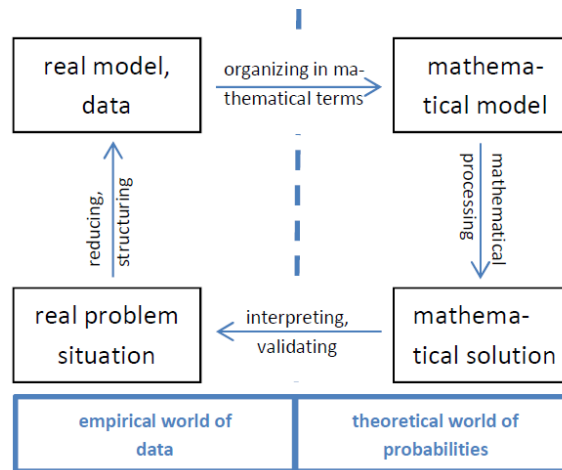 real model,
data
organizing in ma-
thematical terms
mathema-
tical model
reducing,
structuring
mathematical
processing
real problem
situation
interpreting,
validating
mathema-
tical solution
empirical world of
data
theoretical world of
probabilities